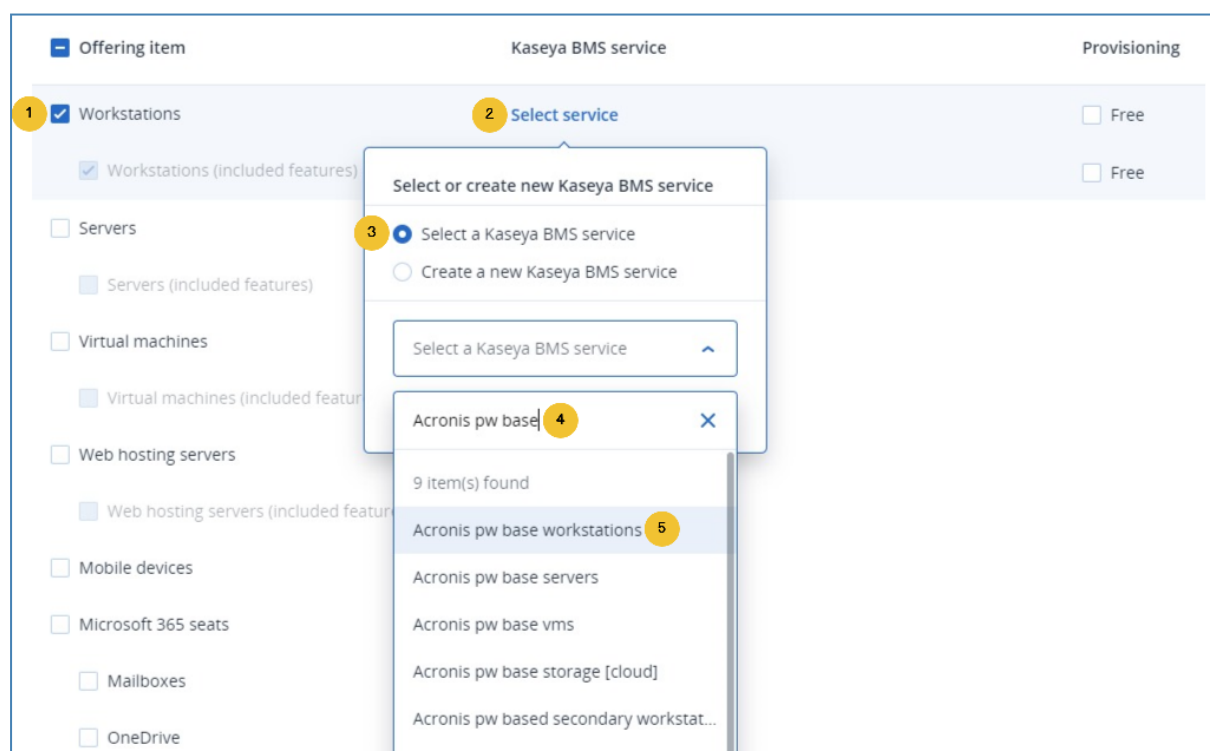 Offering item Kaseya BMS service Provisioning
1 Workstations 2 Select service Free
Workstations (included features) Free
Select or create new Kaseya BMS service
Servers 3 Select a Kaseya BMS service
Create a new Kaseya BMS service
Servers (included features)
Virtual machines Select a Kaseya BMS service
Virtual machines (included featur
Acronis pw base 4
Web hosting servers
9 item(s) found
Web hosting servers (included feature
Acronis pw base workstations 5
Mobile devices
Acronis pw base servers
Microsoft 365 seats Acronis pw base vms
Acronis pw base storage [cloud]
Mailboxes
Acronis pw based secondary workstat...
OneDrive